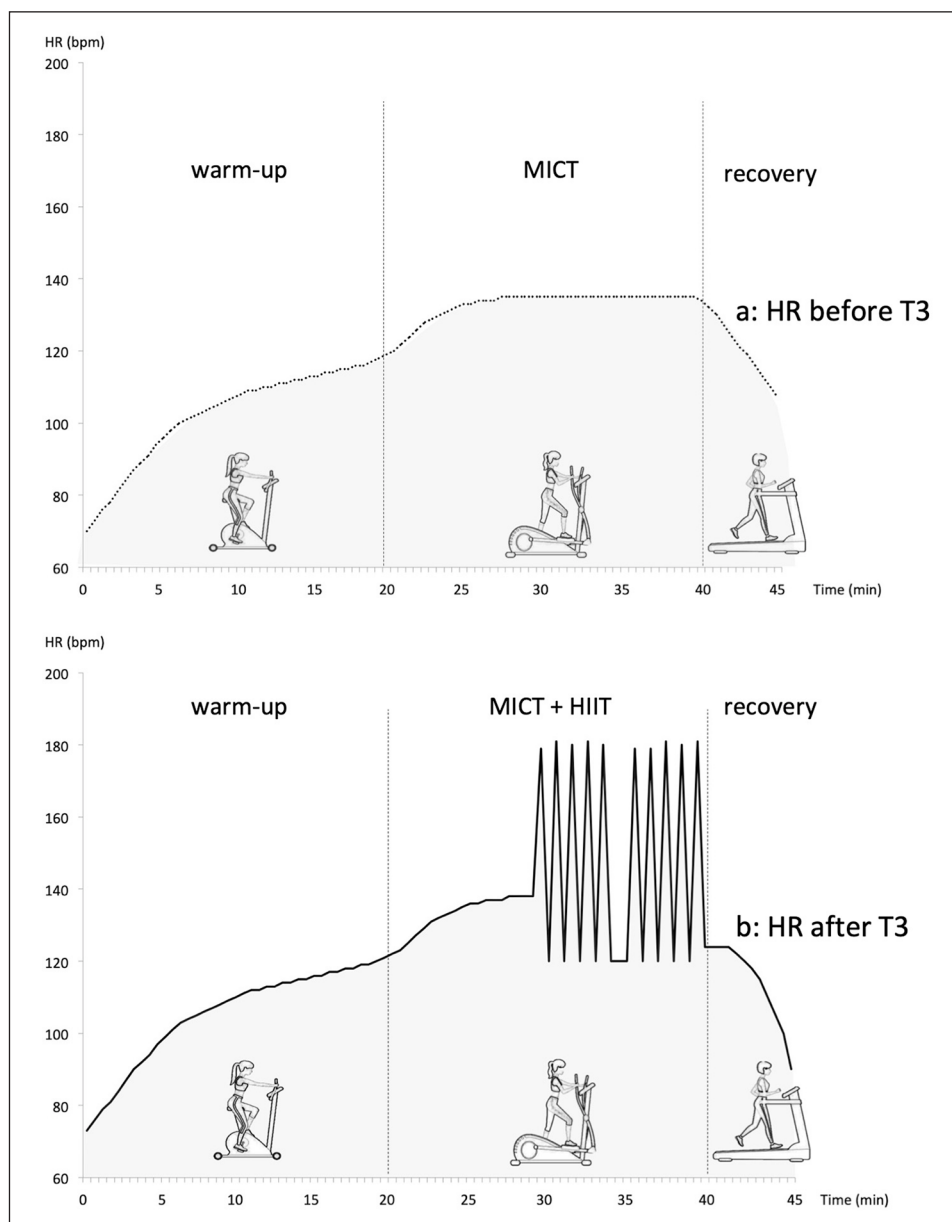 HR (bpm)
200
180
160
140
120
100
80
60
warm-up
MICT
recovery
a: HR before T3
0 5 10 15 20 25 30 35 40 45 Time (min)
HR (bpm)
200
180
160
140
120
100
80
60
warm-up
MICT + HIIT
recovery
b: HR after T3
0 5 10 15 20 25 30 35 40 45 Time (min)